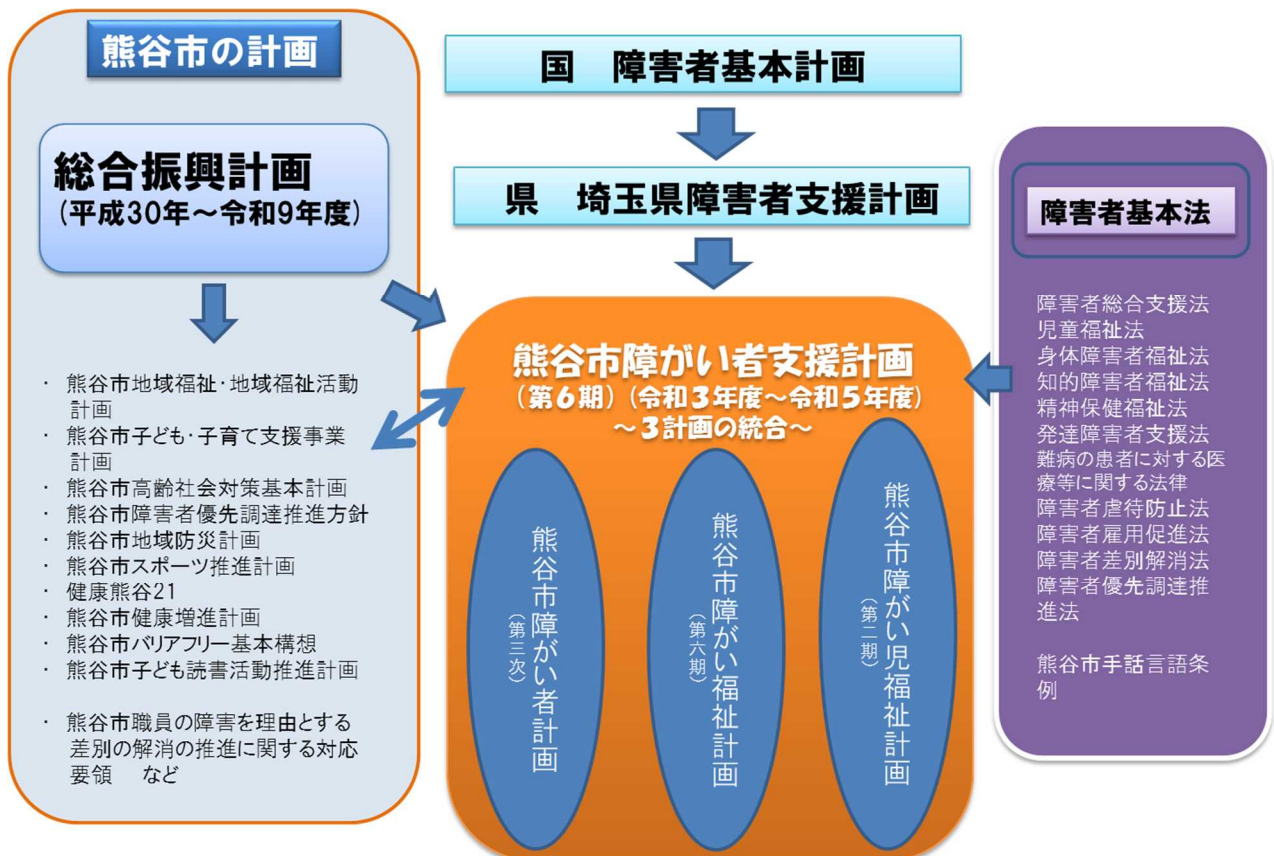 熊谷市の計画
総合振興計画
(平成30年～令和9年度)
・ 熊谷市地域福祉・地域福祉活動
計画
・ 熊谷市子ども・子育て支援事業
計画
・ 熊谷市高齢社会対策基本計画
・ 熊谷市障害者優先調達推進方針
・ 熊谷市地域防災計画
・ 熊谷市スポーツ推進計画
・ 健康熊谷21
・ 熊谷市健康増進計画
・ 熊谷市バリアフリー基本構想
・ 熊谷市子ども読書活動推進計画
・ 熊谷市職員の障害を理由とする
差別の解消の推進に関する対応
要領　など
国　障害者基本計画
県　埼玉県障害者支援計画
熊谷市障がい者支援計画
(第6期)(令和3年度～令和5年度)
～3計画の統合～
熊谷市障がい者計画
(第三次)
熊谷市障がい福祉計画
(第六期)
熊谷市障がい児福祉計画
(第二期)
障害者基本法
障害者総合支援法
児童福祉法
身体障害者福祉法
知的障害者福祉法
精神保健福祉法
発達障害者支援法
難病の患者に対する医
療等に関する法律
障害者虐待防止法
障害者雇用促進法
障害者差別解消法
障害者優先調達推
進法
熊谷市手話言語条
例